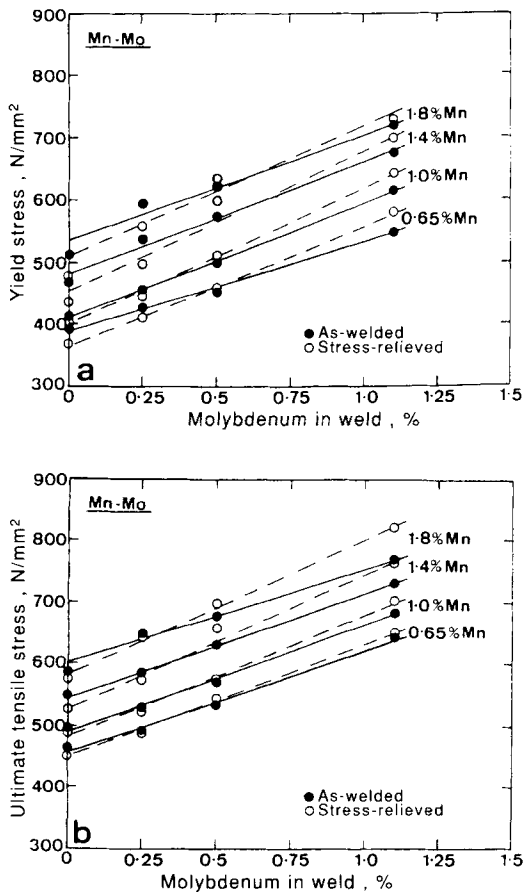 900
Mn-Mo
800
700
600
500
400
300
Yield stress , N/mm²
1·8%Mn
1·4%Mn
1·0%Mn
0·65%Mn
●As-welded
○Stress-relieved
a
0 0·25 0·5 0·75 1·0 1·25 1·5
Molybdenum in weld , %
900
Mn-Mo
800
700
600
500
400
300
Ultimate tensile stress, N/mm²
1·8%Mn
1·4%Mn
1·0%Mn
0·65%Mn
●As-welded
○Stress-relieved
b
0 0·25 0·5 0·75 1·0 1·25 1·5
Molybdenum in weld , %